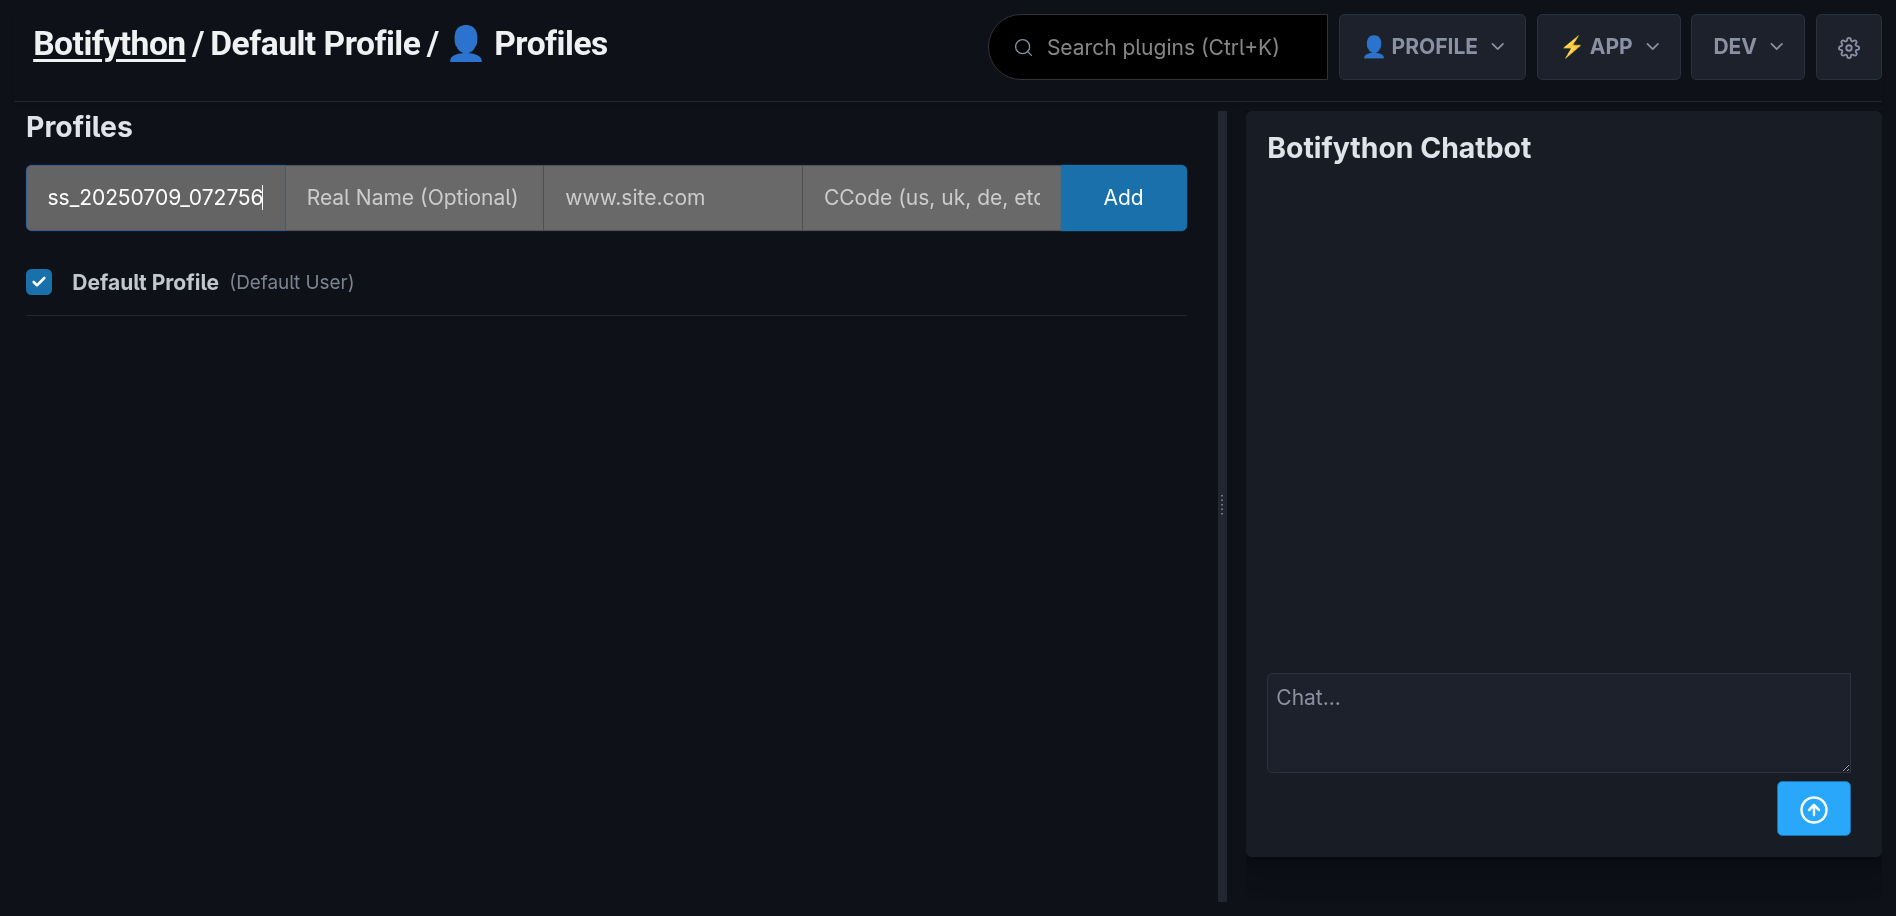 Botifython / Default Profile / 👤 Profiles
Search plugins (Ctrl+K)
👤 PROFILE
⚡ APP
DEV
Profiles
ss_20250709_072756
Real Name (Optional)
www.site.com
CCode (us, uk, de, etc
Add
Default Profile (Default User)
Botifython Chatbot
Chat...